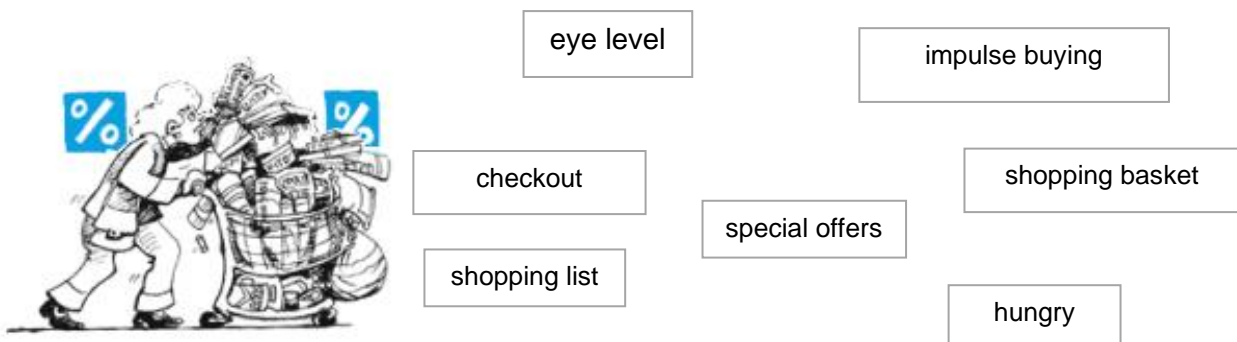 eye level
impulse buying
%
%
checkout
shopping basket
special offers
shopping list
hungry